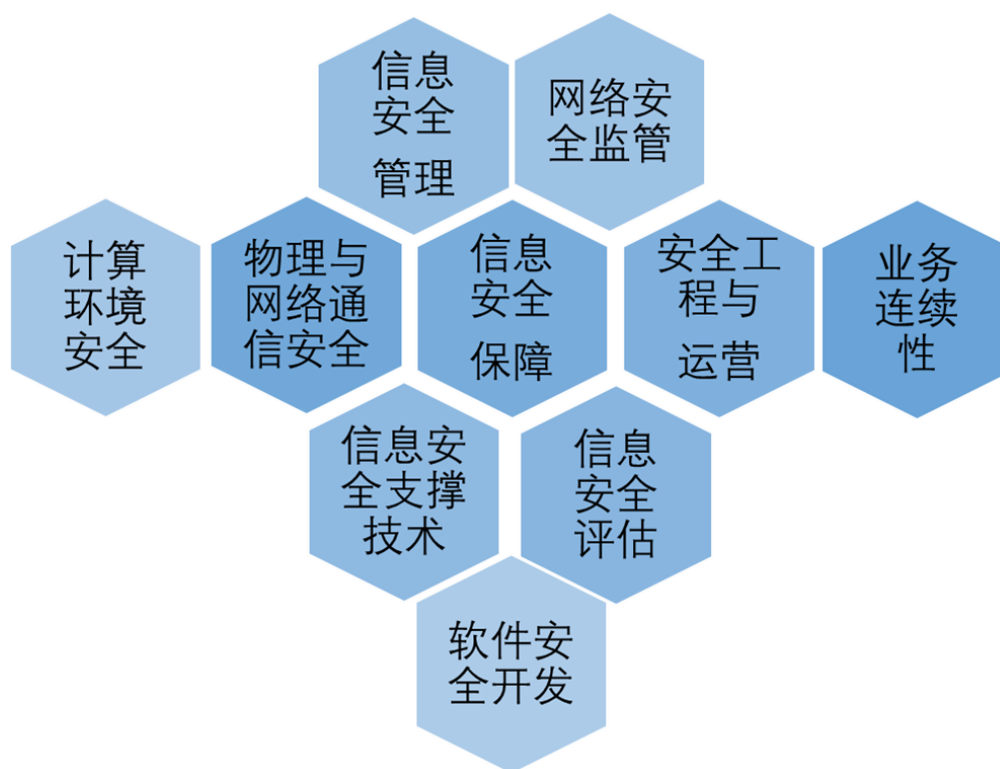 信息
安全
管理
网络安
全监管
计算
环境
安全
物理与
网络通
信安全
信息
安全
保障
安全工
程与
运营
业务
连续
性
信息安
全支撑
技术
信息
安全
评估
软件安
全开发